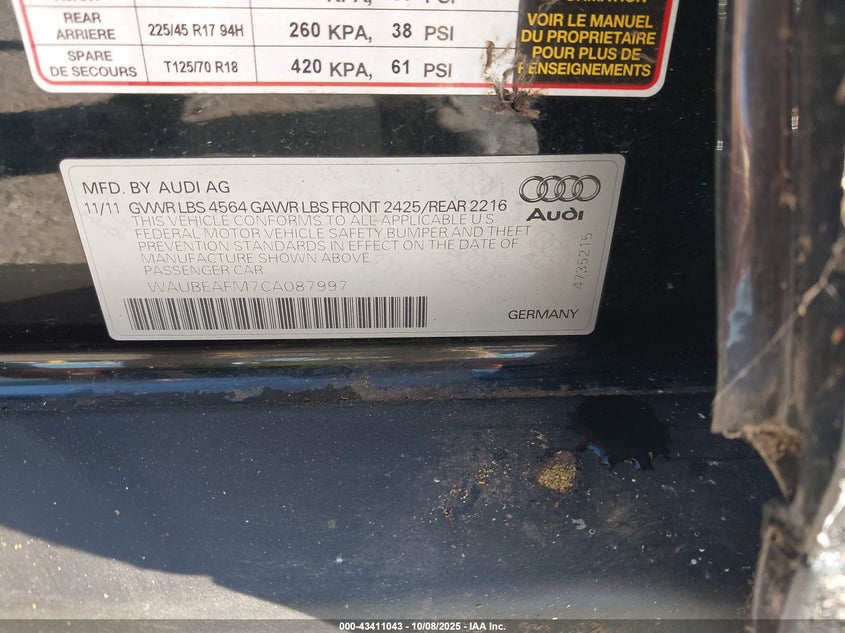 REAR
ARRIERE
225/45 R17 94H
260 KPA, 38 PSI
SPARE
DE SECOURS
T125/70 R18
420 KPA, 61 PSI
VOIR LE MANUEL
DU PROPRIETAIRE
POUR PLUS DE
RENSEIGNEMENTS
MFD. BY AUDI AG
11/11 GVWR LBS 4564 GAWR LBS FRONT 2425/REAR 2216
THIS VEHICLE CONFORMS TO ALL APPLICABLE U S
FEDERAL MOTOR VEHICLE SAFETY BUMPER AND THEFT
PREVENTION STANDARDS IN EFFECT ON THE DATE OF
MANUFACTURE SHOWN ABOVE
PASSENGER CAR
WAUBEAFM7CA087997
Audi
4735215
GERMANY
000-43411043 - 10/08/2025 - IAA Inc.